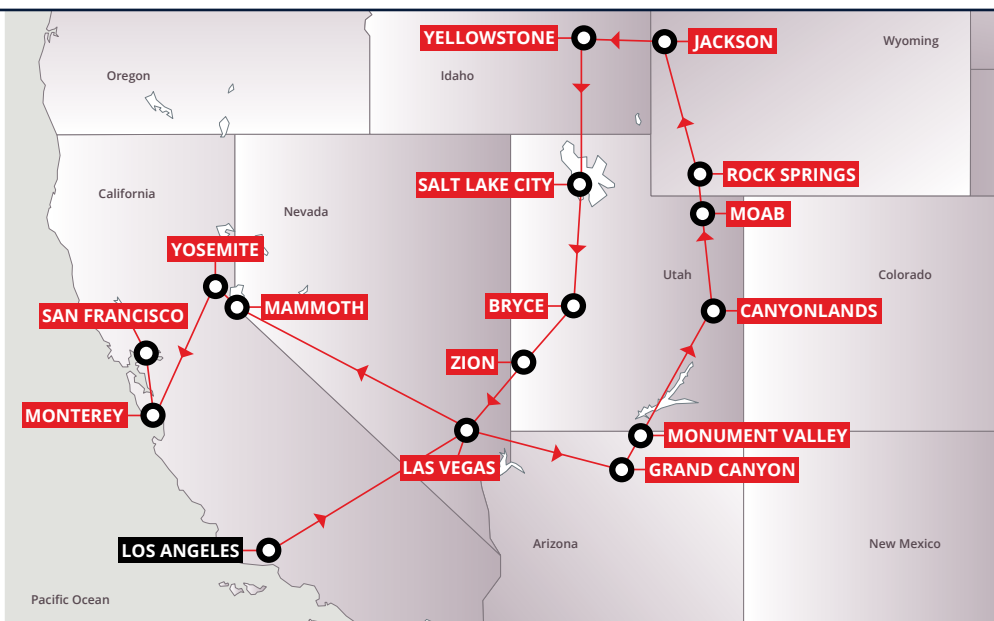 YELLOWSTONE
JACKSON
Wyoming
Oregon
Idaho
ROCK SPRINGS
SALT LAKE CITY
California
Nevada
MOAB
YOSEMITE
Utah
Colorado
MAMMOTH
BRYCE
CANYONLANDS
SAN FRANCISCO
ZION
MONTEREY
MONUMENT VALLEY
LAS VEGAS
GRAND CANYON
LOS ANGELES
Arizona
New Mexico
Pacific Ocean